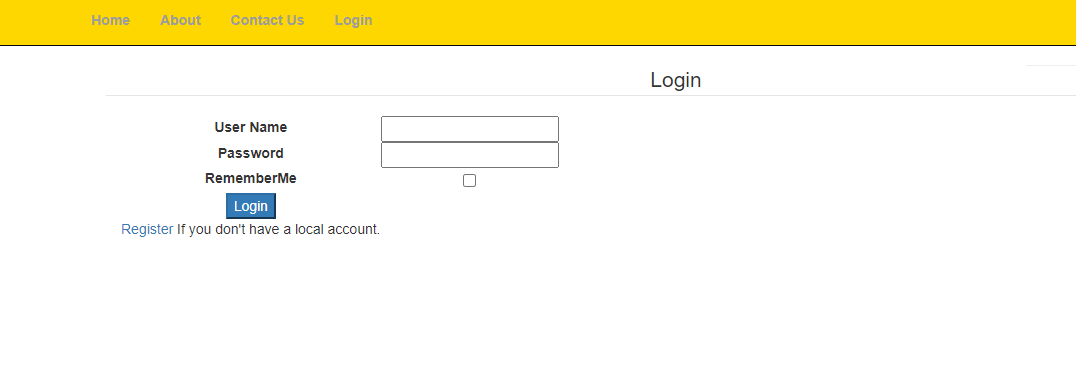 Home About Contact Us Login
Login
User Name
Password
RememberMe
Login
Register If you don't have a local account.